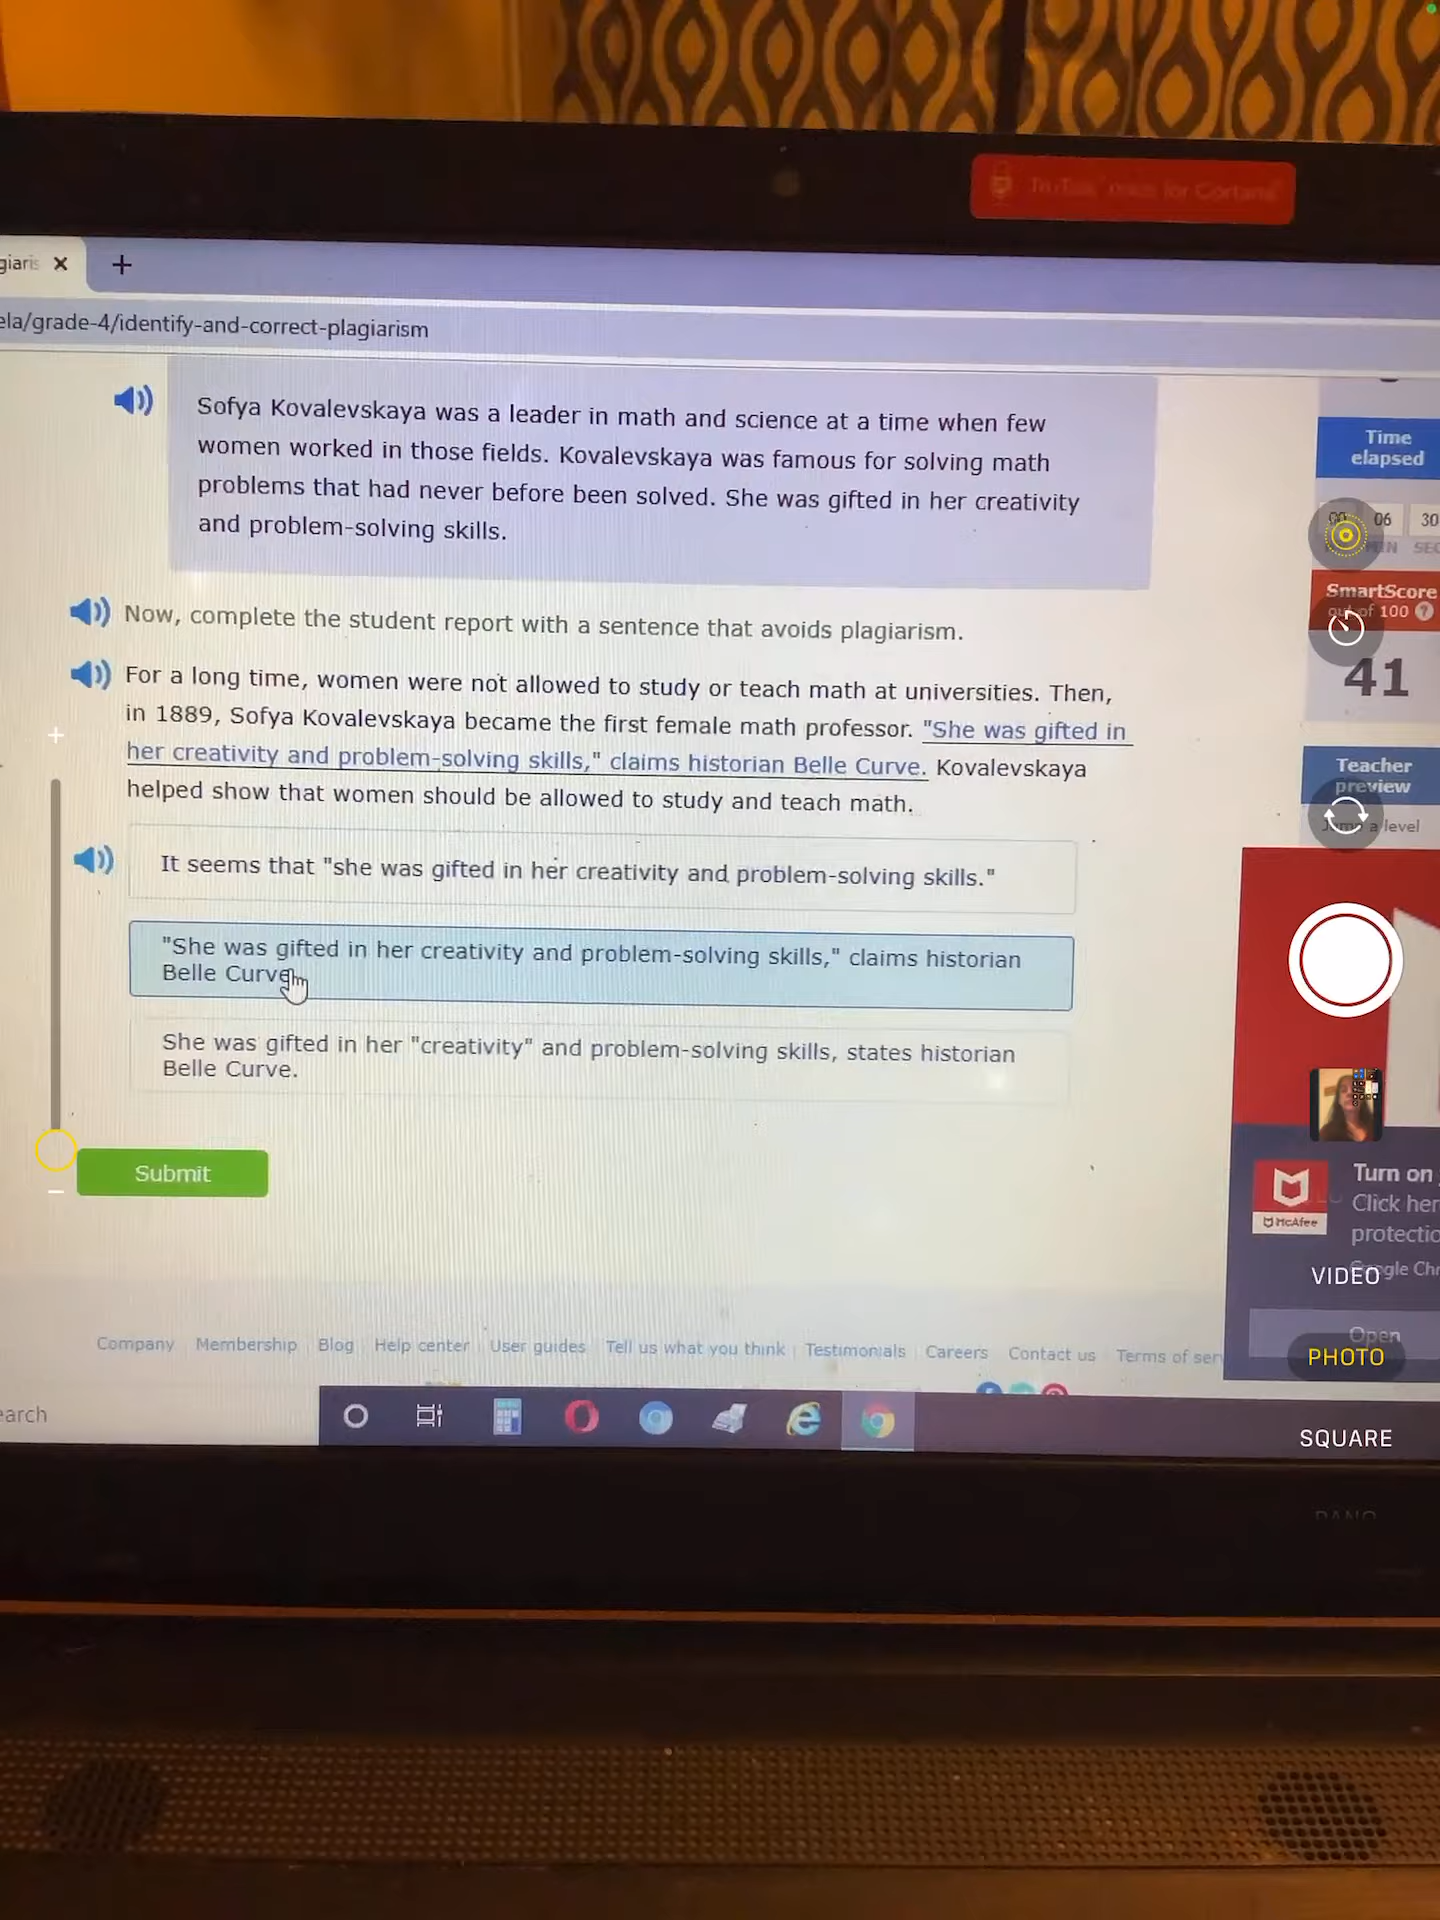 giaris
ela/grade-4/identify-and-correct-plagiarism
Sofya Kovalevskaya was a leader in math and science at a time when few
women worked in those fields. Kovalevskaya was famous for solving math
problems that had never before been solved. She was gifted in her creativity
and problem-solving skills.
Now, complete the student report with a sentence that avoids plagiarism.
For a long time, women were not allowed to study or teach math at universities. Then,
in 1889, Sofya Kovalevskaya became the first female math professor. "She was gifted in
her creativity and problem-solving skills," claims historian Belle Curve. Kovalevskaya
helped show that women should be allowed to study and teach math.
It seems that "she was gifted in her creativity and problem-solving skills."
"She was gifted in her creativity and problem-solving skills," claims historian
Belle Curve.
She was gifted in her "creativity" and problem-solving skills, states historian
Belle Curve.
Submit
Time
elapsed
00 06 30
MIN SEC
SmartScore
out of 100 ?
41
Teacher
preview
Jump a level
McAfee
Turn on
Click her
protectio
Google Chr
Open
VIDEO
PHOTO
SQUARE
PANO
Company Membership Blog Help center User guides Tell us what you think Testimonials Careers Contact us Terms of serv
earch